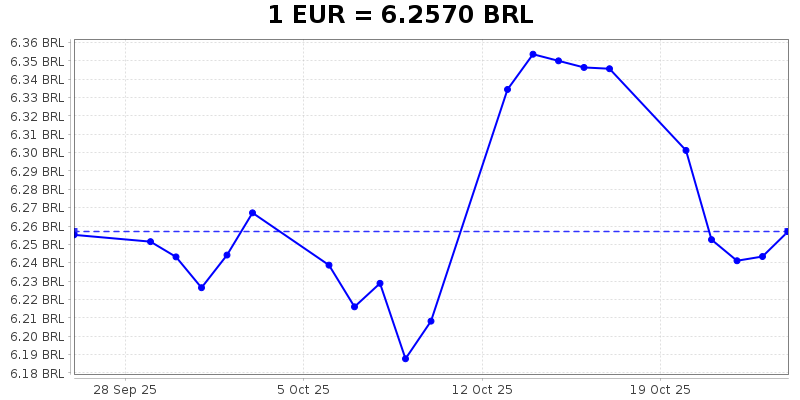 1 EUR = 6.2570 BRL
6.36 BRL
6.35 BRL
6.34 BRL
6.33 BRL
6.32 BRL
6.31 BRL
6.30 BRL
6.29 BRL
6.28 BRL
6.27 BRL
6.26 BRL
6.25 BRL
6.24 BRL
6.23 BRL
6.22 BRL
6.21 BRL
6.20 BRL
6.19 BRL
6.18 BRL
28 Sep 25 5 Oct 25 12 Oct 25 19 Oct 25